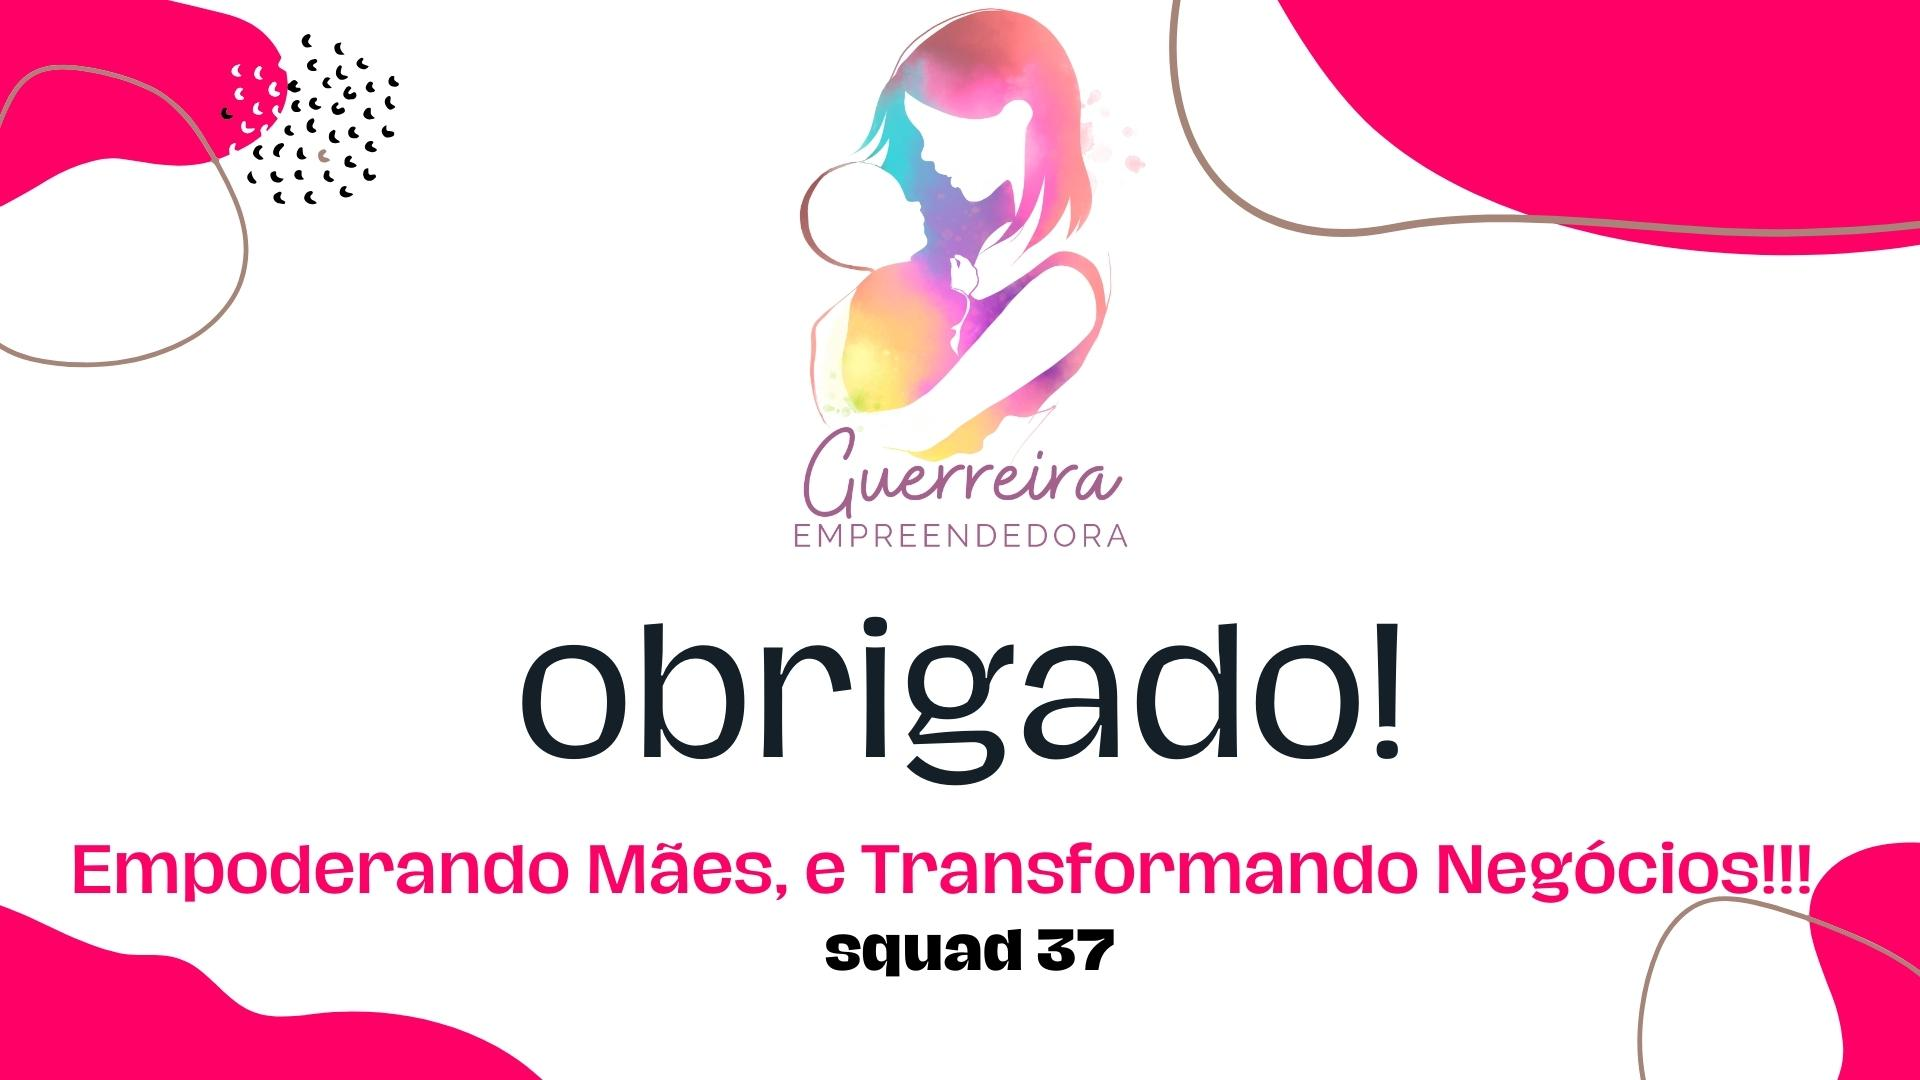 Guerreira
EMPREENDEDORA
obrigado!
Empoderando Mães, e Transformando Negócios!!!
squad 37